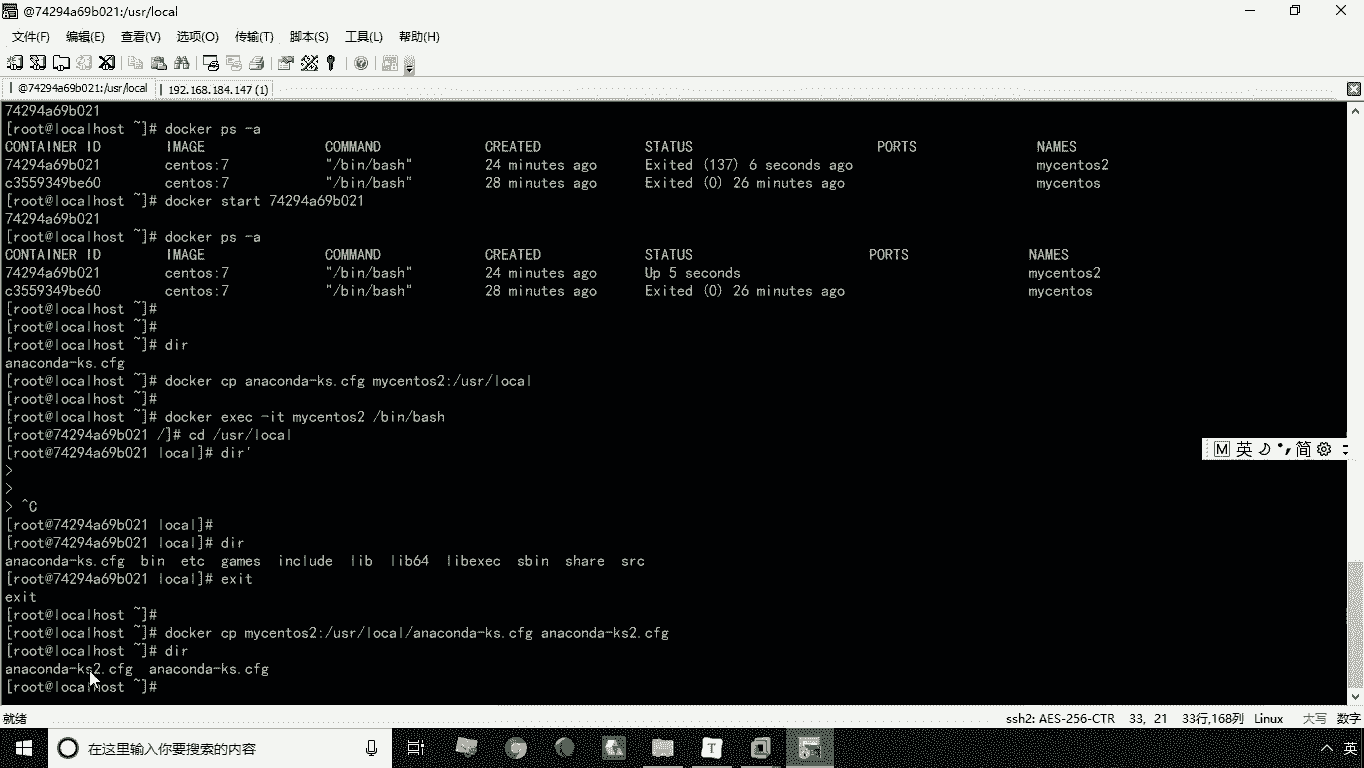 @74294a69b021:/usr/local
文件(F) 编辑(E) 查看(V) 选项(O) 传输(T) 脚本(S) 工具(L) 帮助(H)
@74294a69b021:/usr/local 192.168.184.147 (1)
74294a69b021
[root@localhost ~]# docker ps -a
CONTAINER ID IMAGE COMMAND CREATED STATUS PORTS NAMES
74294a69b021 centos:7 "/bin/bash" 24 minutes ago Exited (137) 6 seconds ago mycentos2
c3559349be60 centos:7 "/bin/bash" 28 minutes ago Exited (0) 26 minutes ago mycentos
[root@localhost ~]# docker start 74294a69b021
74294a69b021
[root@localhost ~]# docker ps -a
CONTAINER ID IMAGE COMMAND CREATED STATUS PORTS NAMES
74294a69b021 centos:7 "/bin/bash" 24 minutes ago Up 5 seconds mycentos2
c3559349be60 centos:7 "/bin/bash" 28 minutes ago Exited (0) 26 minutes ago mycentos
[root@localhost ~]#
[root@localhost ~]#
[root@localhost ~]# dir
anaconda-ks.cfg
[root@localhost ~]# docker cp anaconda-ks.cfg mycentos2:/usr/local
[root@localhost ~]#
[root@localhost ~]# docker exec -it mycentos2 /bin/bash
[root@74294a69b021 /]# cd /usr/local
[root@74294a69b021 local]# dir'
>
>
> ^C
[root@74294a69b021 local]#
[root@74294a69b021 local]# dir
anaconda-ks.cfg bin etc games include lib lib64 libexec sbin share src
[root@74294a69b021 local]# exit
exit
[root@localhost ~]#
[root@localhost ~]# docker cp mycentos2:/usr/local/anaconda-ks.cfg anaconda-ks2.cfg
[root@localhost ~]# dir
anaconda-ks2.cfg anaconda-ks.cfg
[root@localhost ~]#
M 英 简
就绪 ssh2: AES-256-CTR 33, 21 33行,168列 Linux 大写 数字
在这里输入你要搜索的内容 T 英